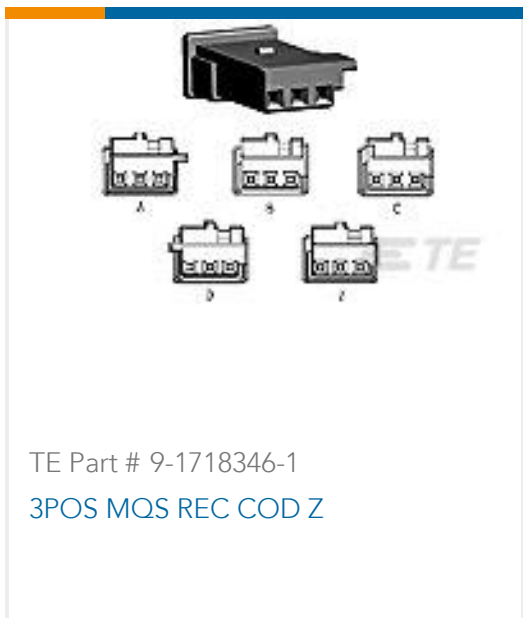 A B C
D Z
TE
TE Part # 9-1718346-1
3POS MQS REC COD Z